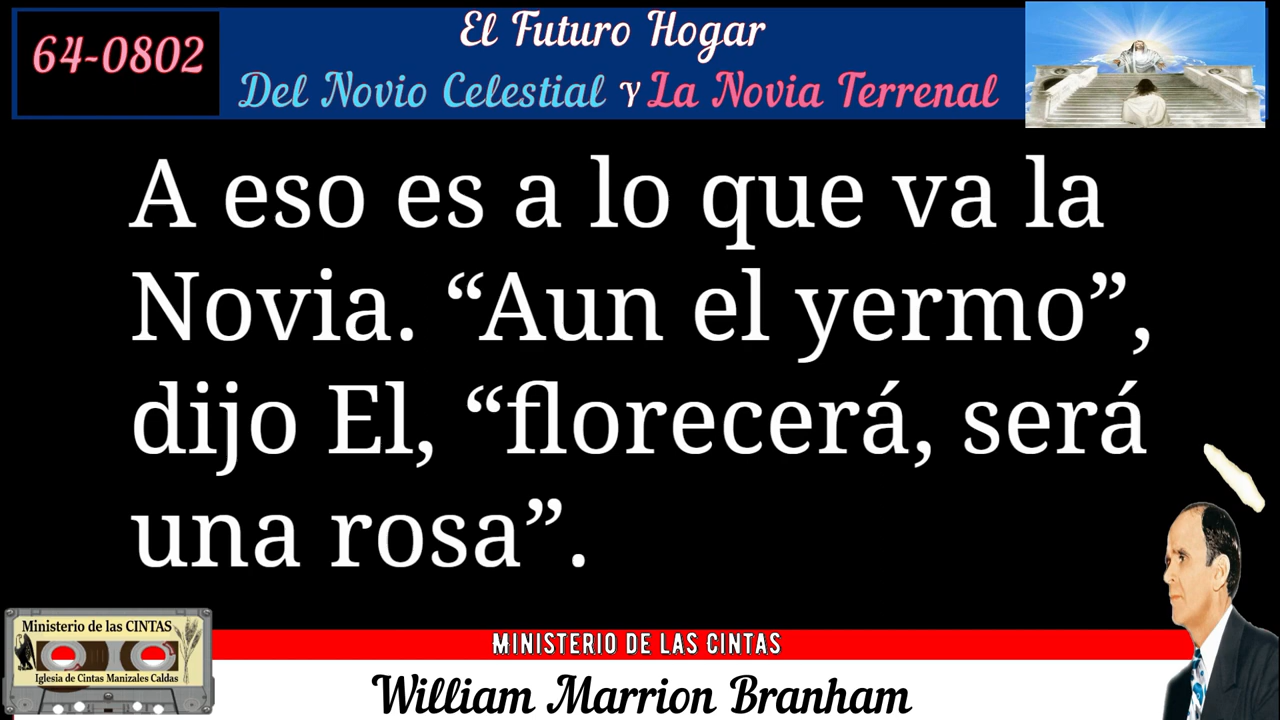 64-0802
El Futuro Hogar
Del Novio Celestial Y La Novia Terrenal
A eso es a lo que va la
Novia. “Aun el yermo”,
dijo El, “florecerá, será
una rosa”.
Ministerio de las CINTAS
Iglesia de Cintas Manizales Caldas
MINISTERIO DE LAS CINTAS
William Marrion Branham